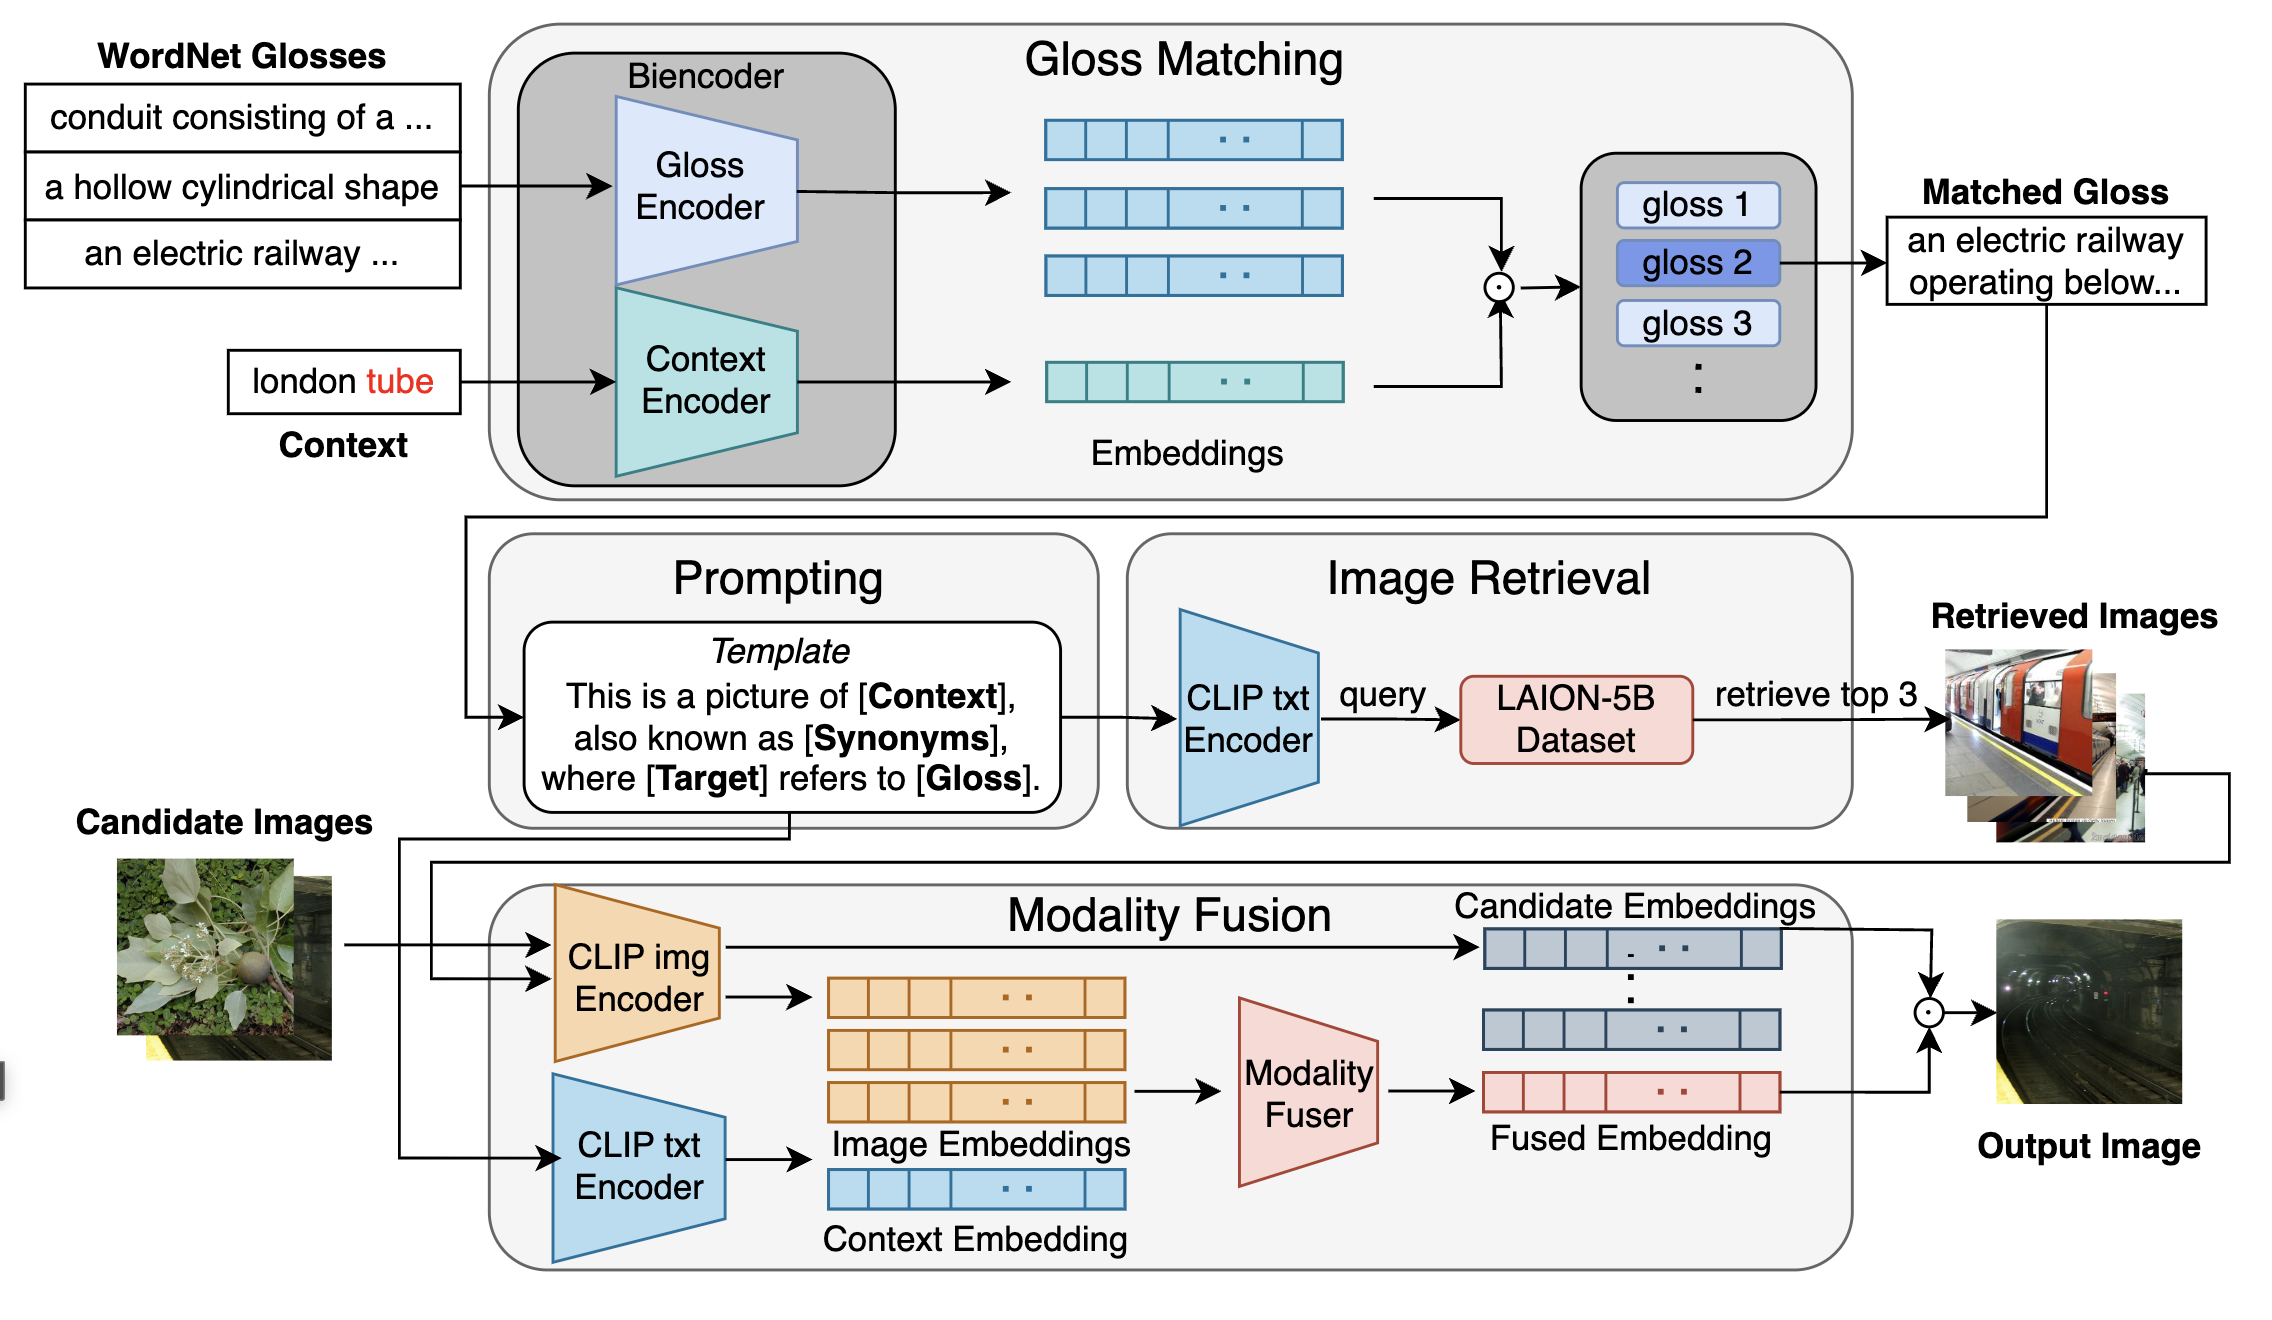 WordNet Glosses
conduit consisting of a ...
a hollow cylindrical shape
an electric railway ...
london tube
Context
Gloss Matching
Biencoder
Gloss
Encoder
Context
Encoder
Embeddings
gloss 1
gloss 2
gloss 3
Matched Gloss
an electric railway
operating below...
Prompting
Template
This is a picture of [Context],
also known as [Synonyms],
where [Target] refers to [Gloss].
Image Retrieval
CLIP txt
Encoder
query
LAION-5B
Dataset
retrieve top 3
Retrieved Images
Candidate Images
Modality Fusion
CLIP img
Encoder
CLIP txt
Encoder
Image Embeddings
Context Embedding
Modality
Fuser
Candidate Embeddings
Fused Embedding
Output Image